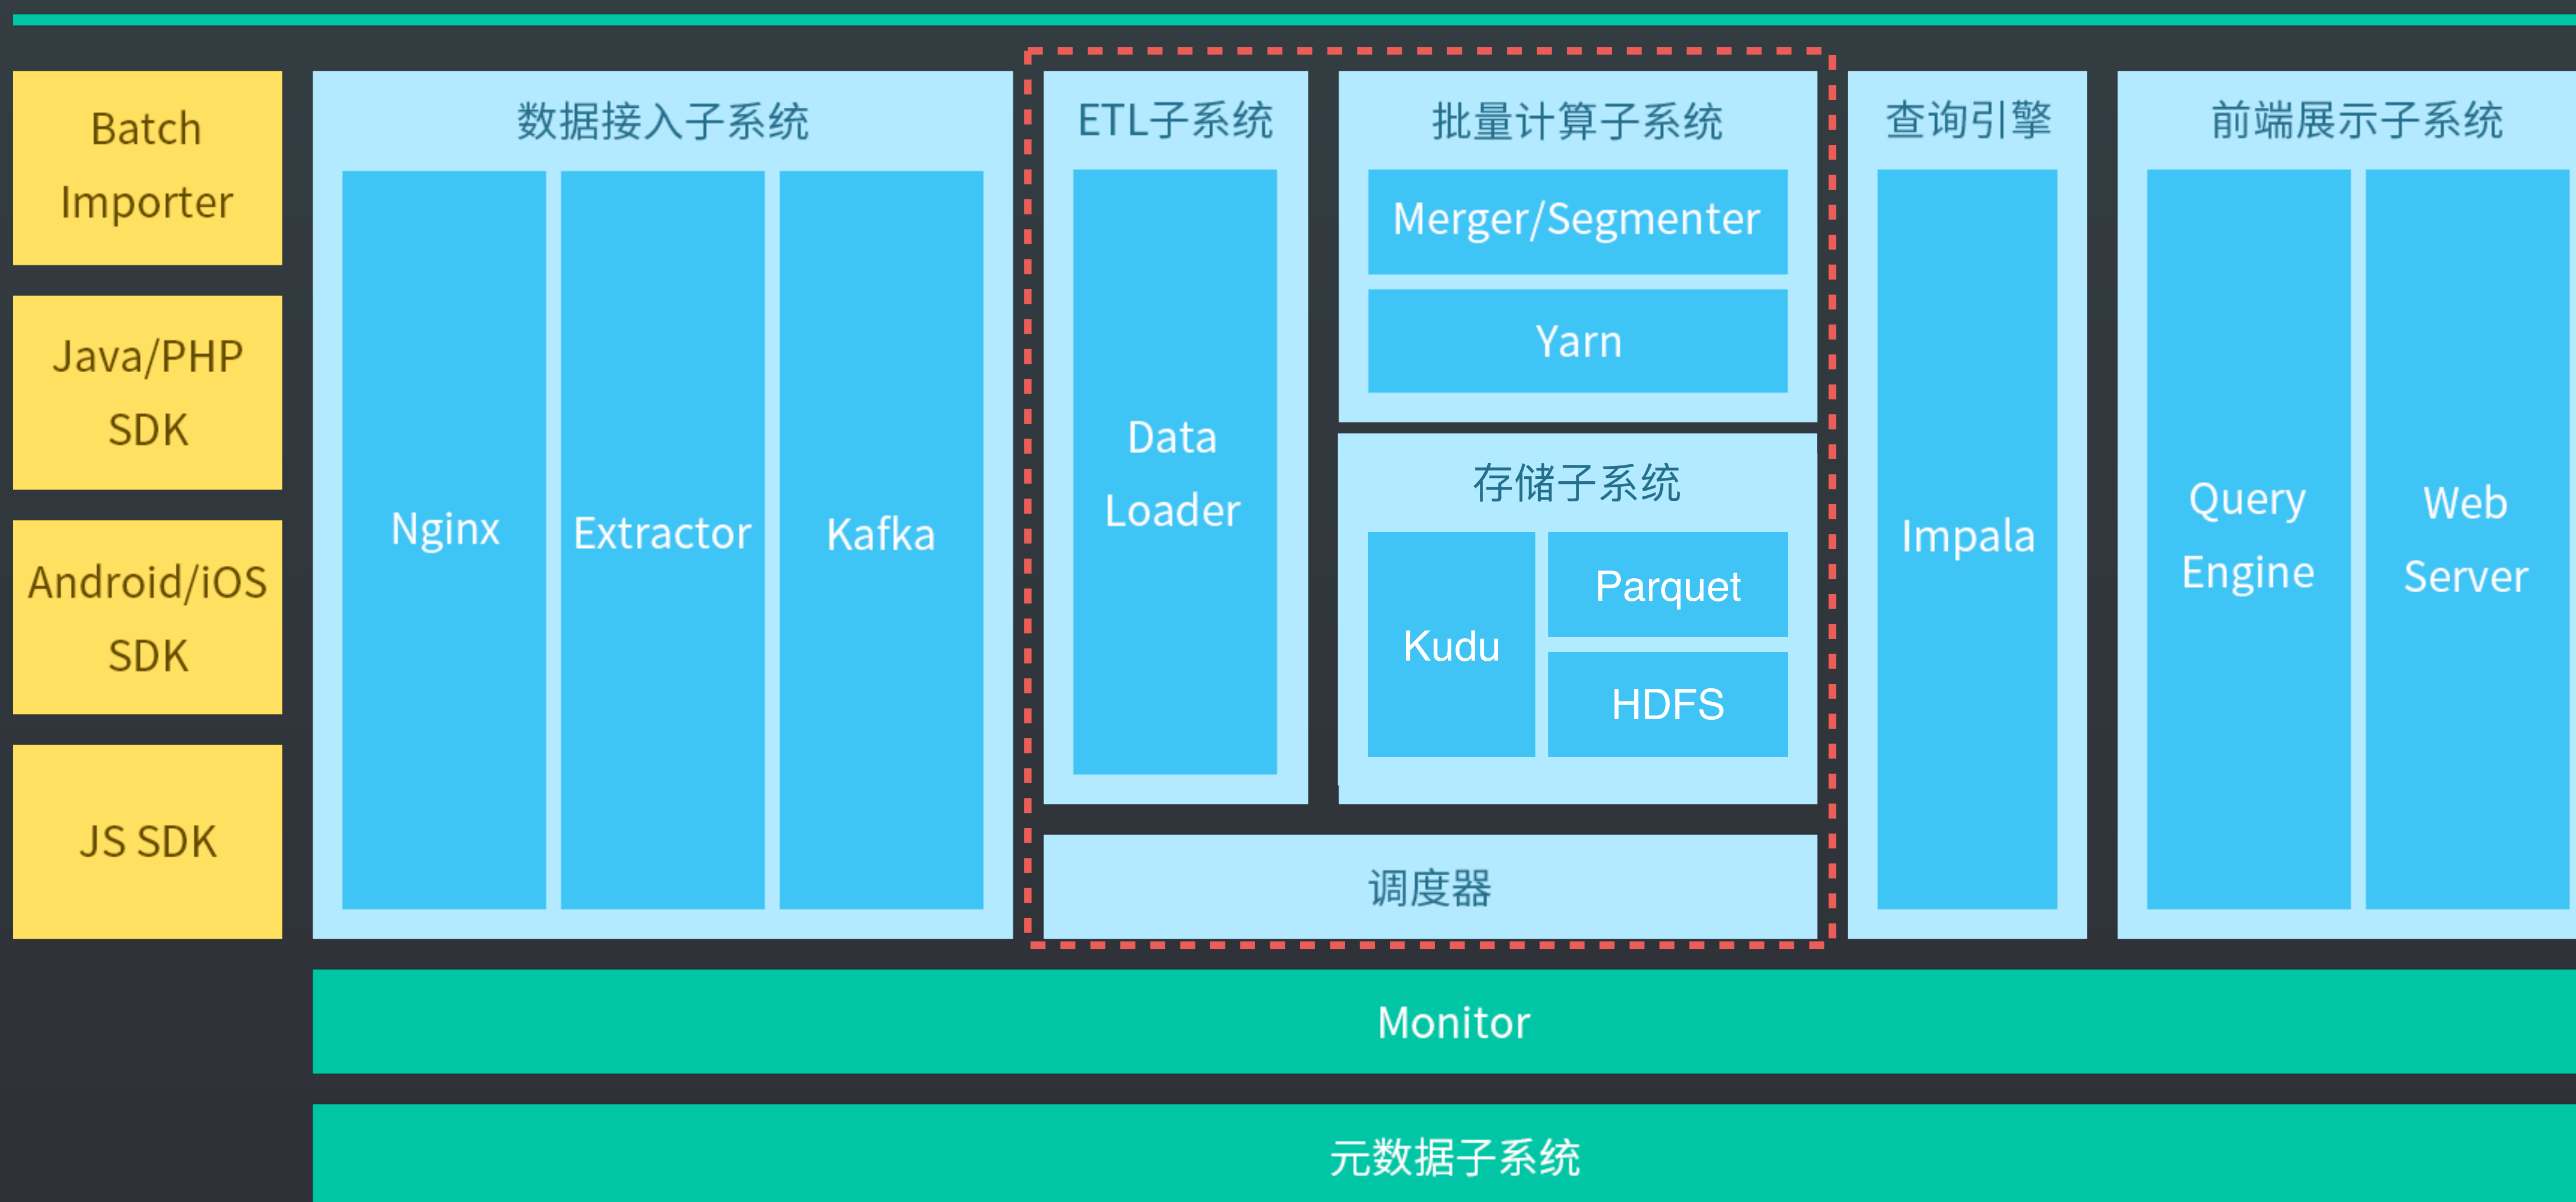 Batch
Importer
Java/PHP
SDK
Android/iOS
SDK
JS SDK
数据接入子系统
Nginx
Extractor
Kafka
ETL子系统
Data
Loader
批量计算子系统
Merger/Segmenter
Yarn
存储子系统
Kudu
Parquet
HDFS
调度器
查询引擎
Impala
前端展示子系统
Query
Engine
Web
Server
Monitor
元数据子系统